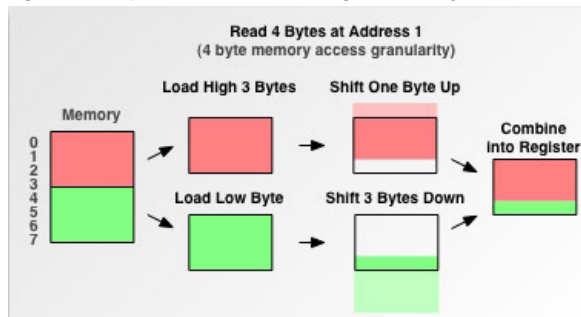 Read 4 Bytes at Address 1
(4 byte memory access granularity)
Load High 3 Bytes
Shift One Byte Up
Memory
Combine
into Register
0
1
2
3
4
5
6
7
Load Low Byte
Shift 3 Bytes Down